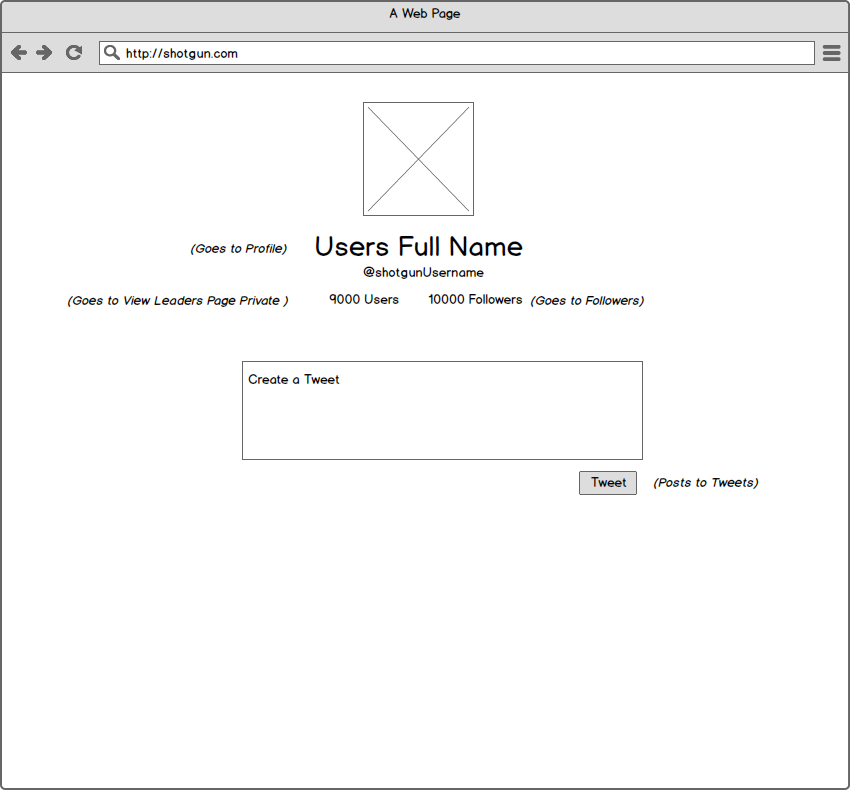 A Web Page
http://shotgun.com
(Goes to Profile) Users Full Name
@shotgunUsername
(Goes to View Leaders Page Private ) 9000 Users 10000 Followers (Goes to Followers)
Create a Tweet
Tweet (Posts to Tweets)